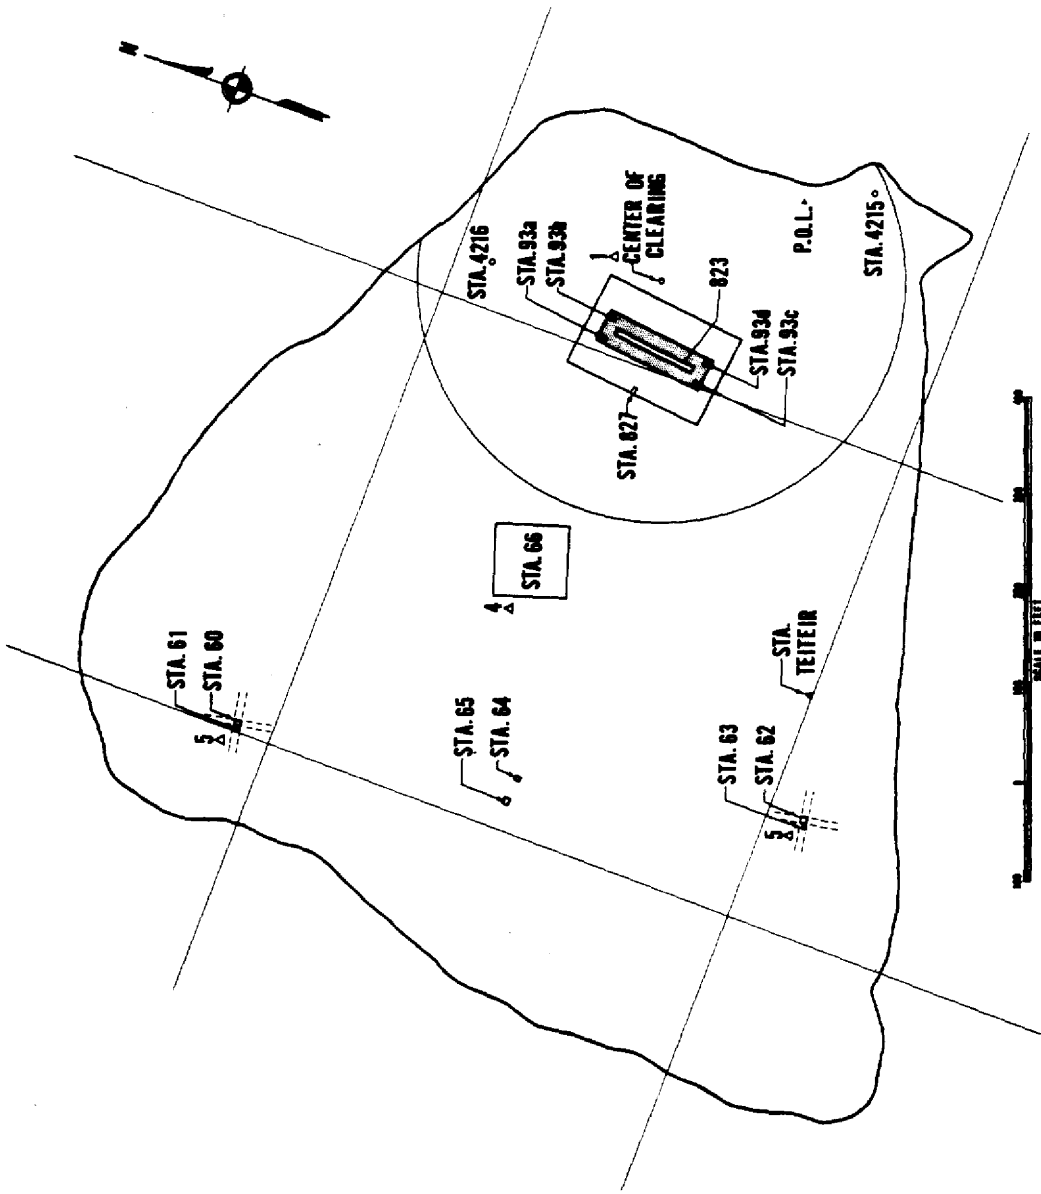 N
STA. 4216
STA. 93a
STA. 93b
1
CENTER OF
CLEARING
823
P.O.L.
STA. 4215
STA. 93d
STA. 93c
STA. 827
STA. 66
4
STA. 61
STA. 60
5
STA. 65
STA. 64
STA.
TEITEIR
STA. 63
STA. 62
5
100
SCALE IN FEET